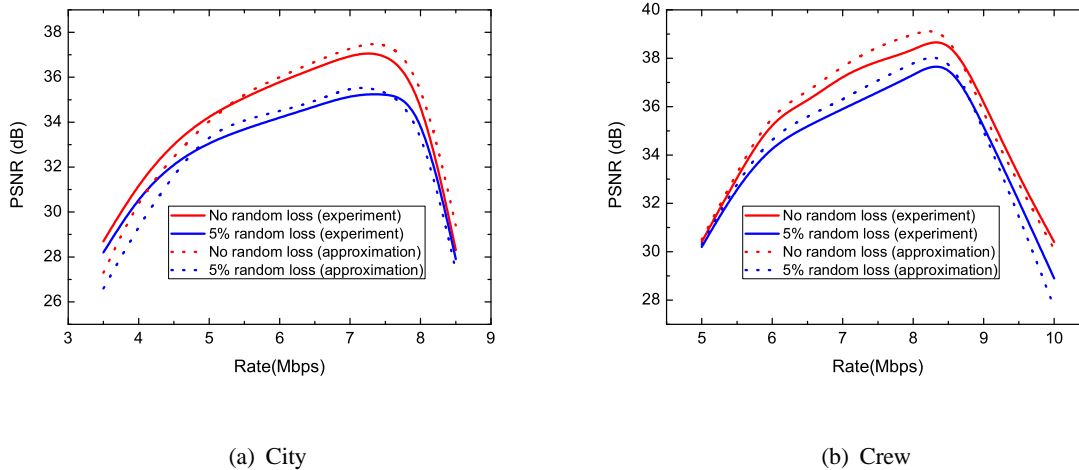 38
36
34
32
30
28
26
PSNR (dB)
No random loss (experiment)
5% random loss (experiment)
No random loss (approximation)
5% random loss (approximation)
3 4 5 6 7 8 9
Rate(Mbps)
(a) City
40
38
36
34
32
30
28
PSNR (dB)
No random loss (experiment)
5% random loss (experiment)
No random loss (approximation)
5% random loss (approximation)
5 6 7 8 9 10
Rate(Mbps)
(b) Crew